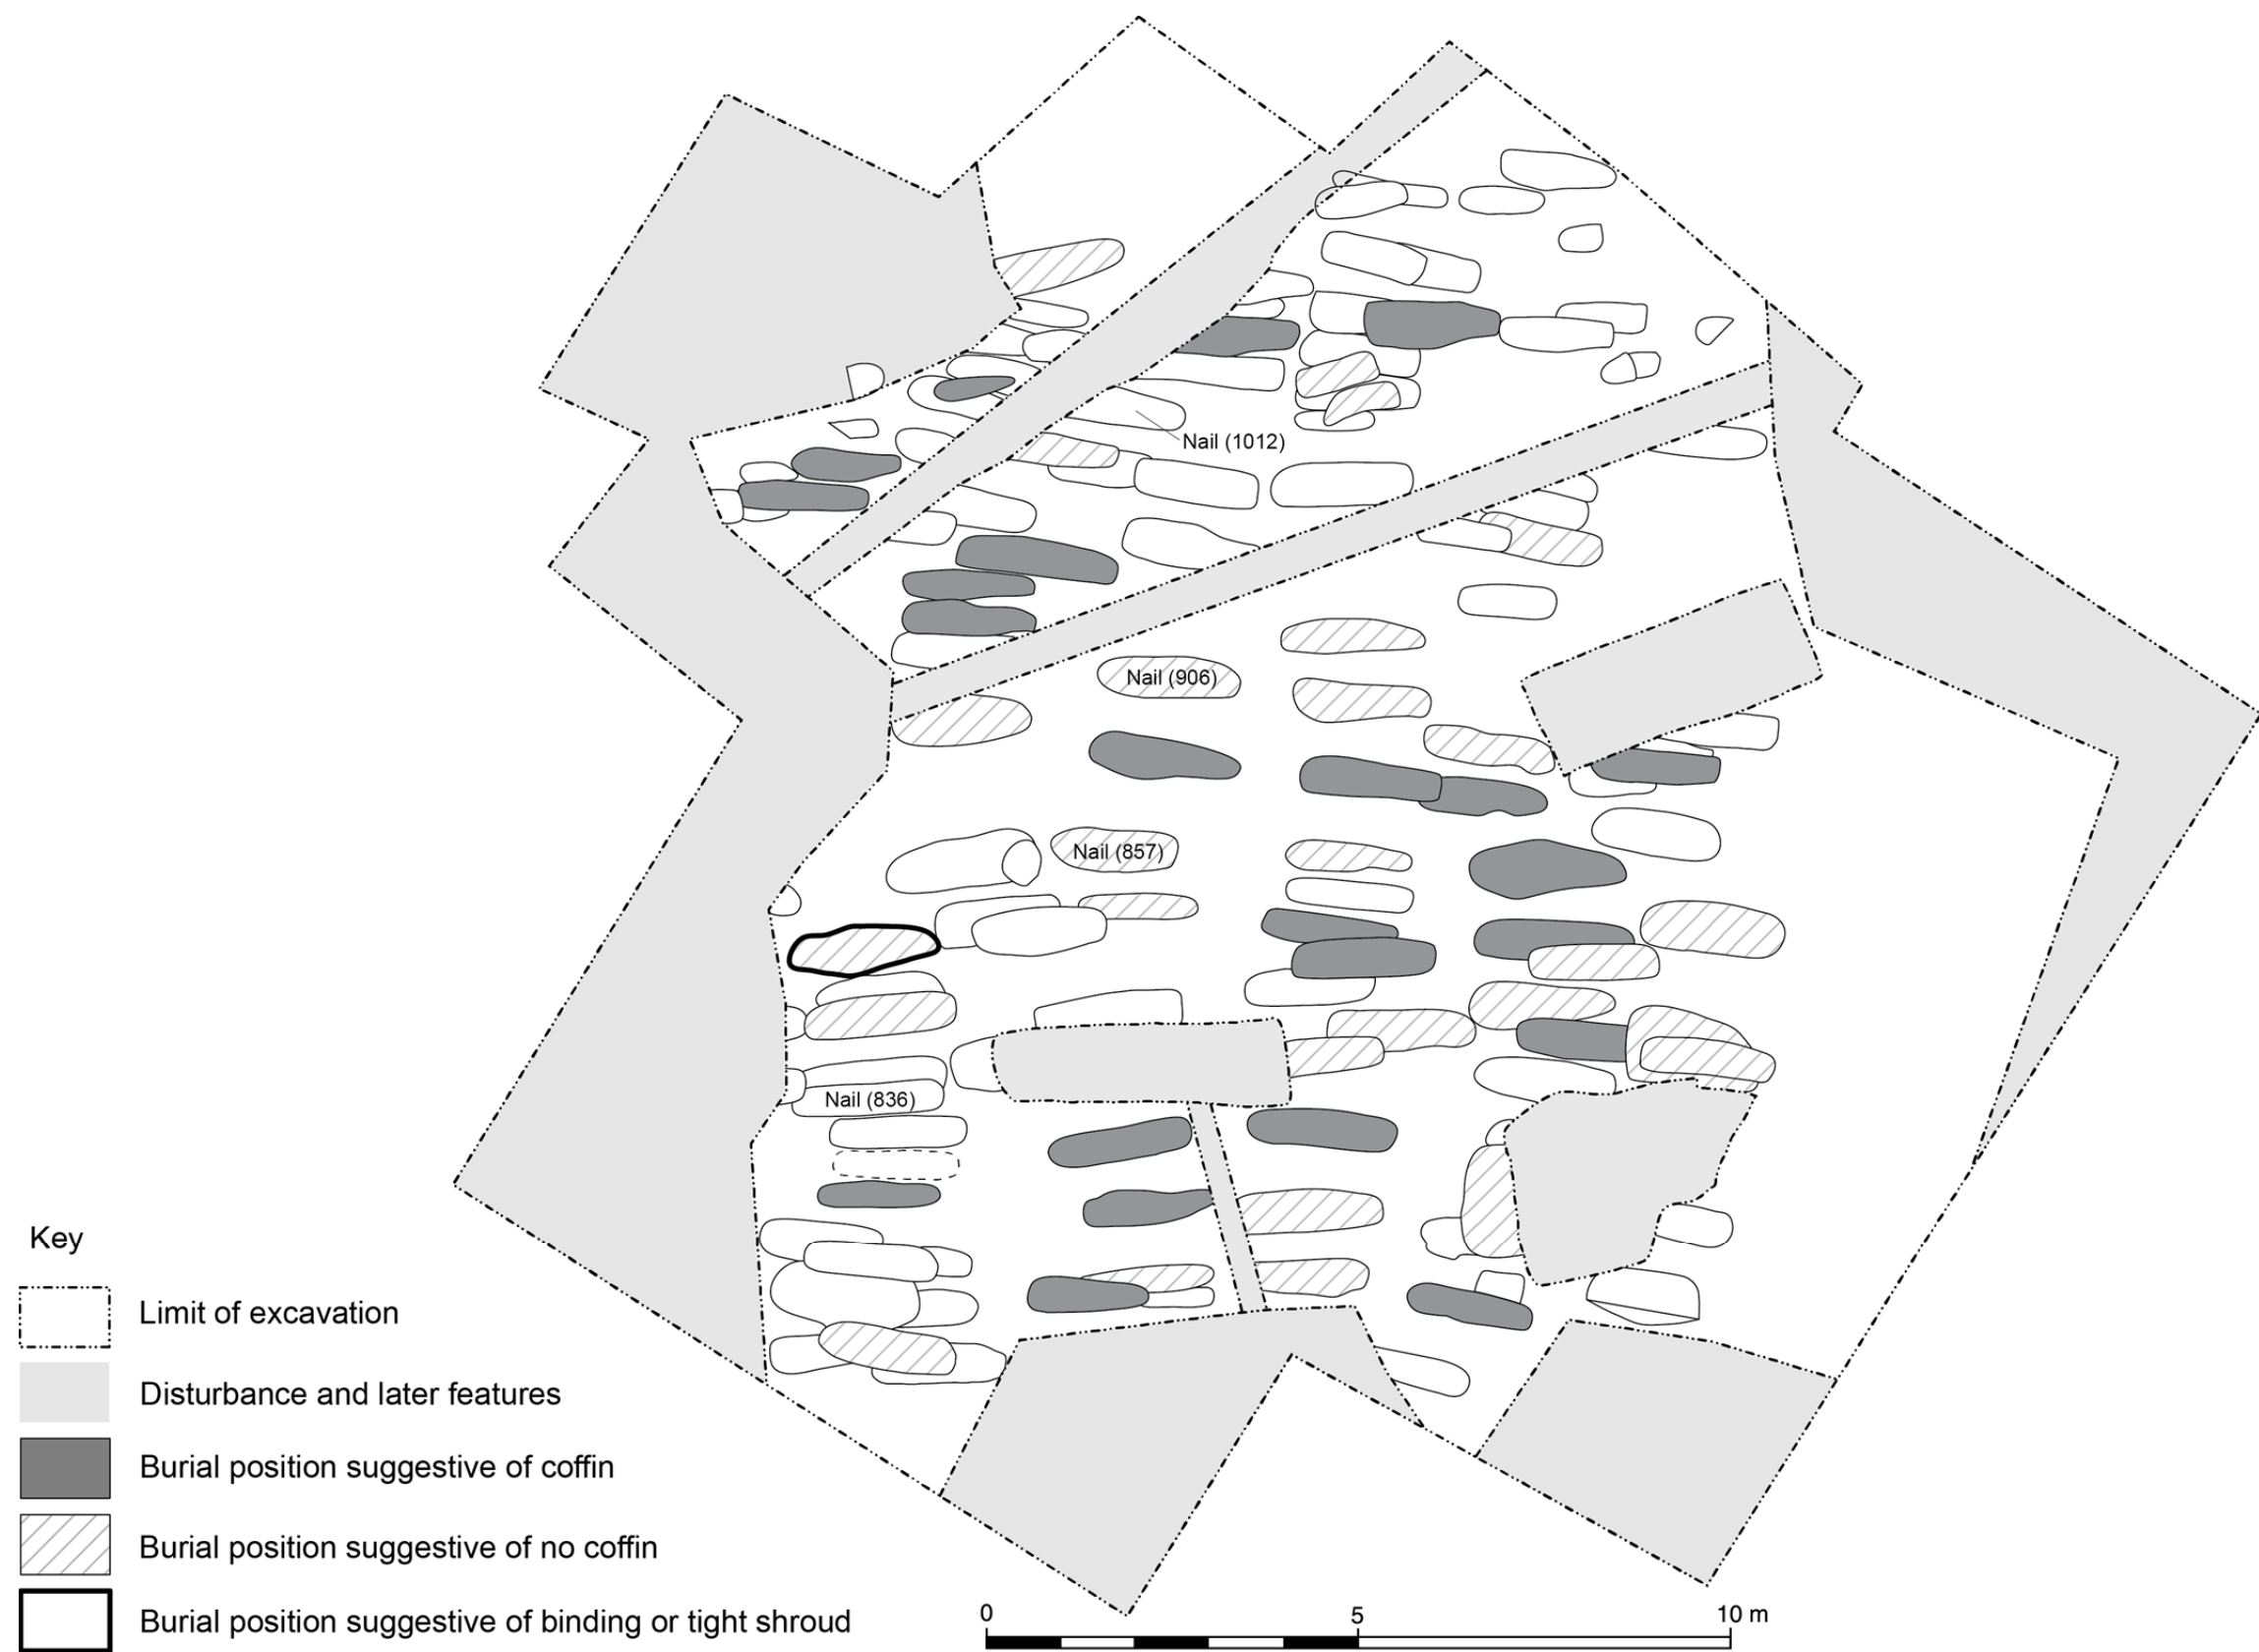 Nail (1012)
Nail (906)
Nail (857)
Nail (836)
Key
Limit of excavation
Disturbance and later features
Burial position suggestive of coffin
Burial position suggestive of no coffin
Burial position suggestive of binding or tight shroud
0 5 10 m